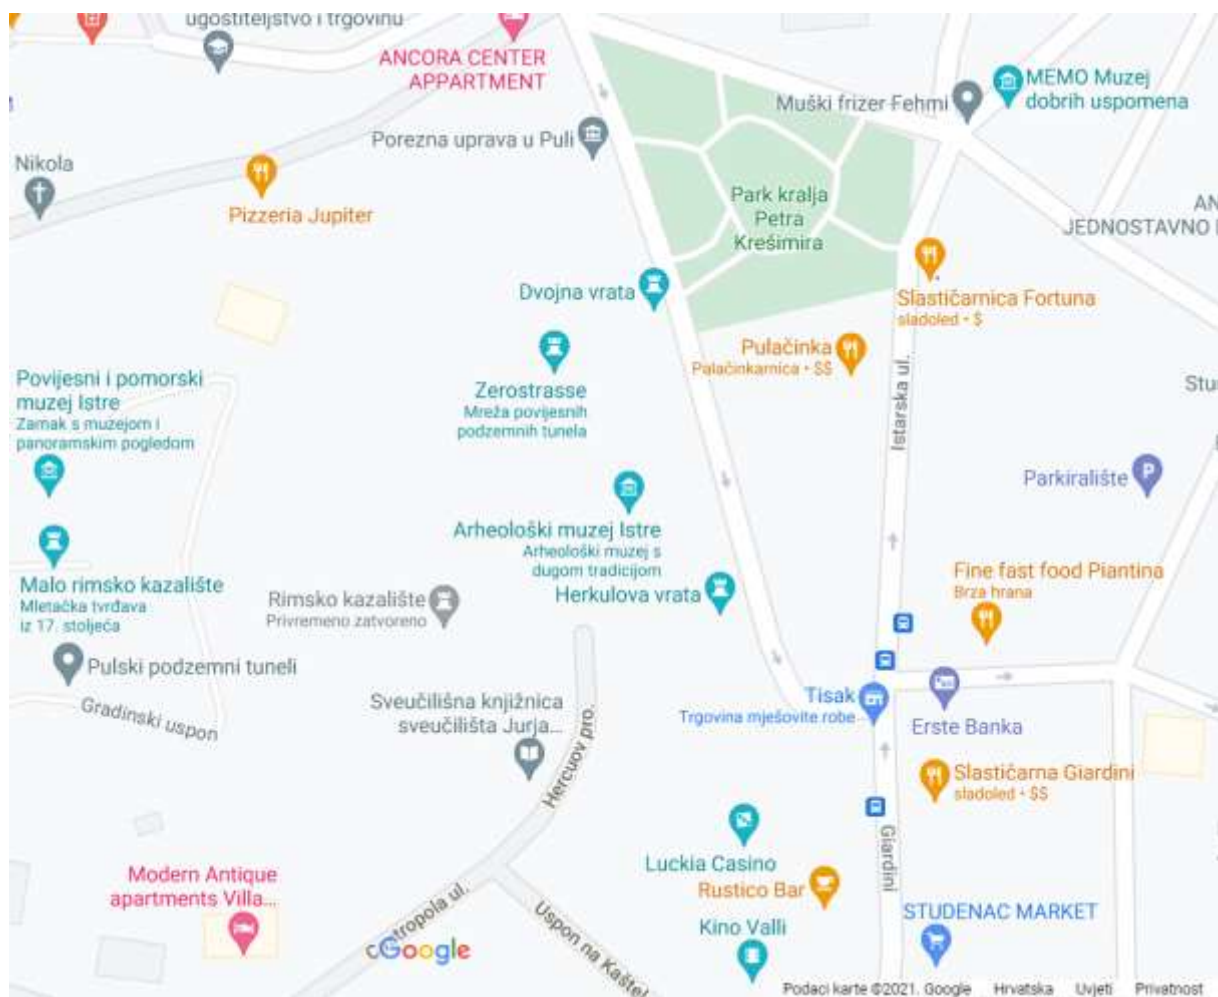 ugostiteljstvo i trgovinu
ANCORA CENTER
APPARTMENT
MEMO Muzej
dobrih uspomena
Muški frizer Fehmi
Porezna uprava u Puli
Nikola
Pizzeria Jupiter
Park kralja
Petra
Krešimira
AN
JEDNOSTAVNO
Dvojna vrata
Slastičarnica Fortuna
sladoled • $
Pulačinka
Palačinkarnica • $$
Povijesni i pomorski
muzej Istre
Zamak s muzejom i
panoramskim pogledom
Zerostrasse
Mreža povijesnih
podzemnih tunela
Istarska ul.
Stu
Parkiralište
P
Arheološki muzej Istre
Arheološki muzej s
dugom tradicijom
Malo rimsko kazalište
Mletačka tvrđava
iz 17. stoljeća
Rimsko kazalište
Privremeno zatvoreno
Herkulova vrata
Fine fast food Piantina
Brza hrana
Pulski podzemni tuneli
Gradinski uspon
Sveučilišna knjižnica
sveučilišta Jurja...
Hercuov pro.
Tisak
Trgovina mješovite robe
Erste Banka
Slastičarna Giardini
sladoled • $$
Luckia Casino
Rustico Bar
Giardini
Modern Antique
apartments Villa...
tropola ul.
Uspon na Kaštel
Kino Valli
STUDENAC MARKET
Google
Podaci karte ©2021. Google Hrvatska Uvjeti Privatnost